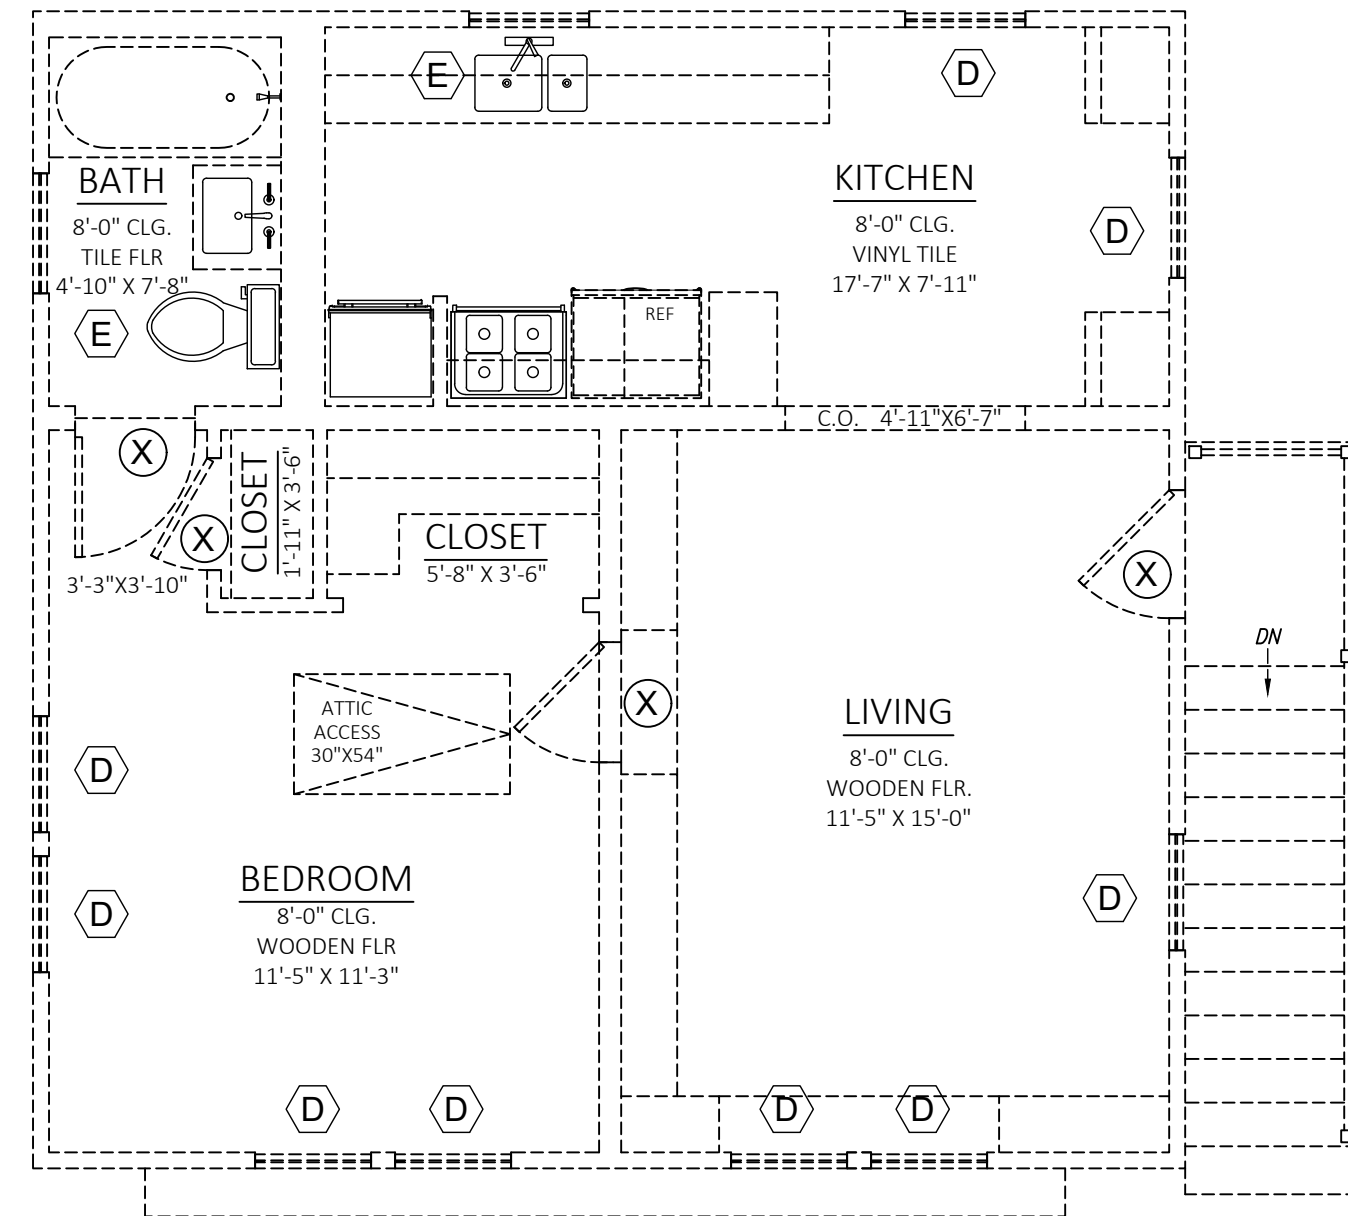 E
D
BATH
8'-0" CLG.
TILE FLR
4'-10" X 7'-8"
E
KITCHEN
8'-0" CLG.
VINYL TILE
17'-7" X 7'-11"
D
REF
C.O. 4'-11"X6'-7"
X
X
3'-3"X3'-10"
CLOSET
1'-11" X 3'-6"
CLOSET
5'-8" X 3'-6"
X
DN
ATTIC
ACCESS
30"X54"
X
LIVING
8'-0" CLG.
WOODEN FLR.
11'-5" X 15'-0"
D
D
BEDROOM
8'-0" CLG.
WOODEN FLR
11'-5" X 11'-3"
D
D
D
D
D